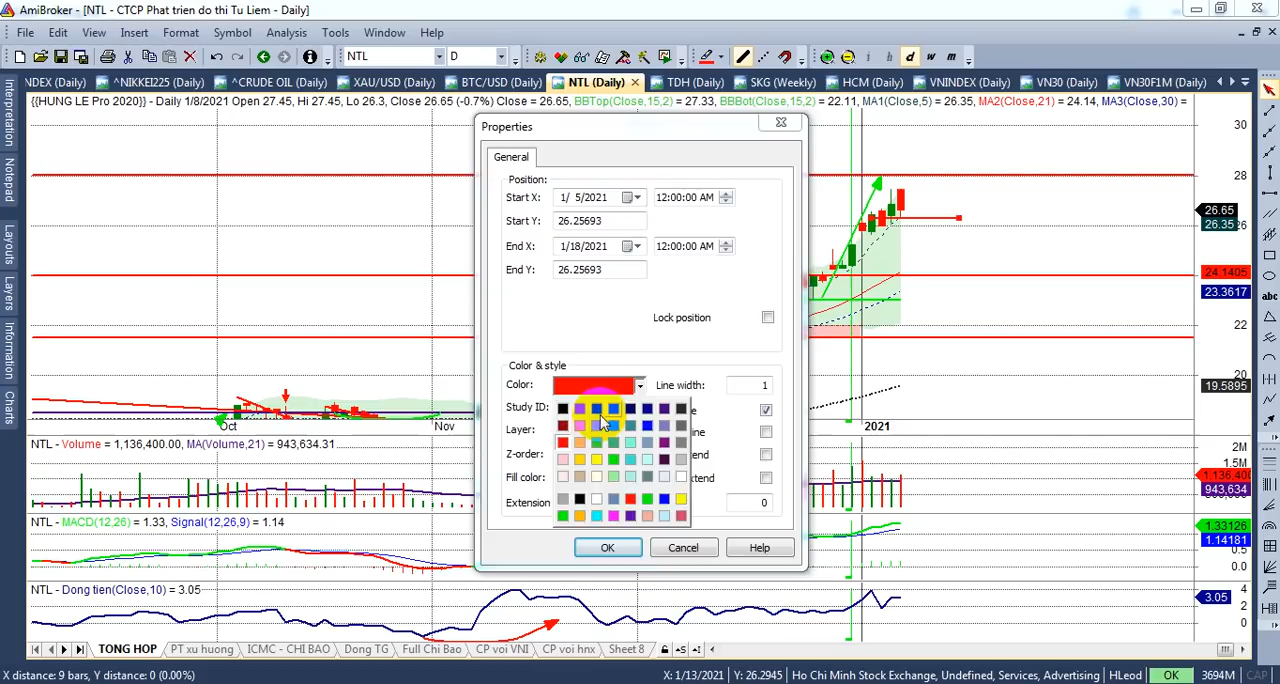 AmiBroker - [NTL - CTCP Phat trien do thi Tu Liem - Daily]
File Edit View Insert Format Symbol Analysis Tools Window Help
NTL D i h d w m
NDEX (Daily) ^NIKKEI225 (Daily) ^CRUDE OIL (Daily) XAU/USD (Daily) BTC/USD (Daily) NTL (Daily) TDH (Daily) SKG (Weekly) HCM (Daily) VNINDEX (Daily) VN30 (Daily) VN30F1M (Daily)
{{HUNG LE Pro 2020}} - Daily 1/8/2021 Open 27.45, Hi 27.45, Lo 26.3, Close 26.65 (-0.7%) Close = 26.65, BBTop(Close,15,2) = 27.33, BBBot(Close,15,2) = 22.11, MA1(Close,5) = 26.35, MA2(Close,21) = 24.14, MA3(Close,30) =
Interpretation
Notepad
Layouts
Layers
Information
Charts
abc
Properties
General
Position:
Start X: 1/ 5/2021 12:00:00 AM
Start Y: 26.25693
End X: 1/18/2021 12:00:00 AM
End Y: 26.25693
Lock position
Color & style
Color: Line width: 1
Study ID:
Layer:
Z-order:
Fill color:
Extension 0
OK Cancel Help
30
28
26.65
26.35
26
24.1405
23.3617
22
20
19.5895
Oct Nov 2021
NTL - Volume = 1,136,400.00, MA(Volume,21) = 943,634.31
2M
1.5M
1,136,400
943,634
NTL - MACD(12,26) = 1.33, Signal(12,26,9) = 1.14
1.33126
1.14181
0.5
0.0
NTL - Dong tien(Close,10) = 3.05
4
3.05
0
TONG HOP PT xu huong ICMC - CHI BAO Dong TG Full Chi Bao CP voi VNI CP voi hnx Sheet 8
X distance: 9 bars, Y distance: 0 (0.00%) X: 1/13/2021 Y: 26.2945 Ho Chi Minh Stock Exchange, Undefined, Services, Advertising HLeod OK 3694M CAP